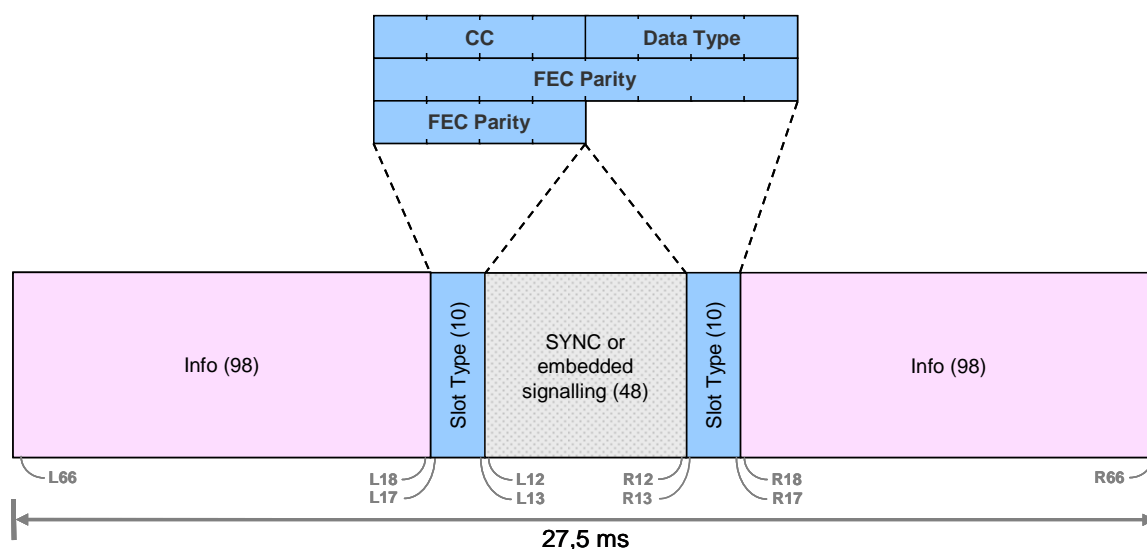 CC Data Type
FEC Parity
FEC Parity
Info (98)
Slot Type (10)
SYNC or
embedded
signalling (48)
Slot Type (10)
Info (98)
L66 L18 L12 R12 R18 R66
L17 L13 R13 R17
27,5 ms